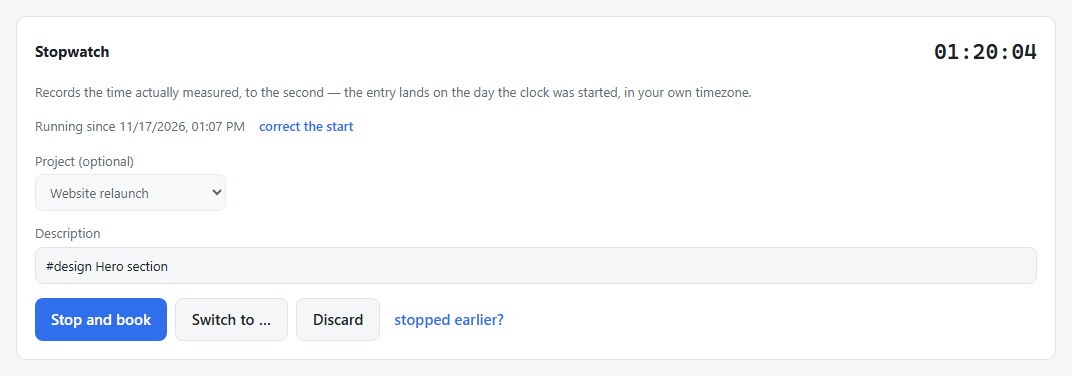 Stopwatch
01:20:04
Records the time actually measured, to the second — the entry lands on the day the clock was started, in your own timezone.
Running since 11/17/2026, 01:07 PM correct the start
Project (optional)
Website relaunch
Description
#design Hero section
Stop and book Switch to ... Discard stopped earlier?